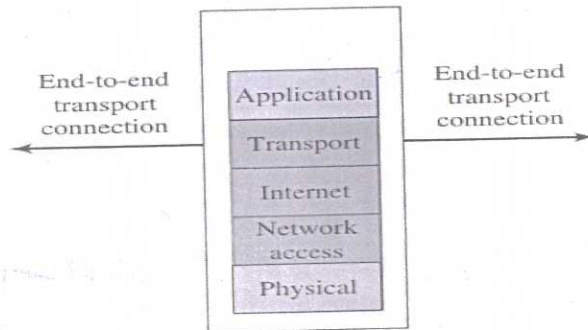 End-to-end
transport
connection
Application
Transport
Internet
Network
access
Physical
End-to-end
transport
connection